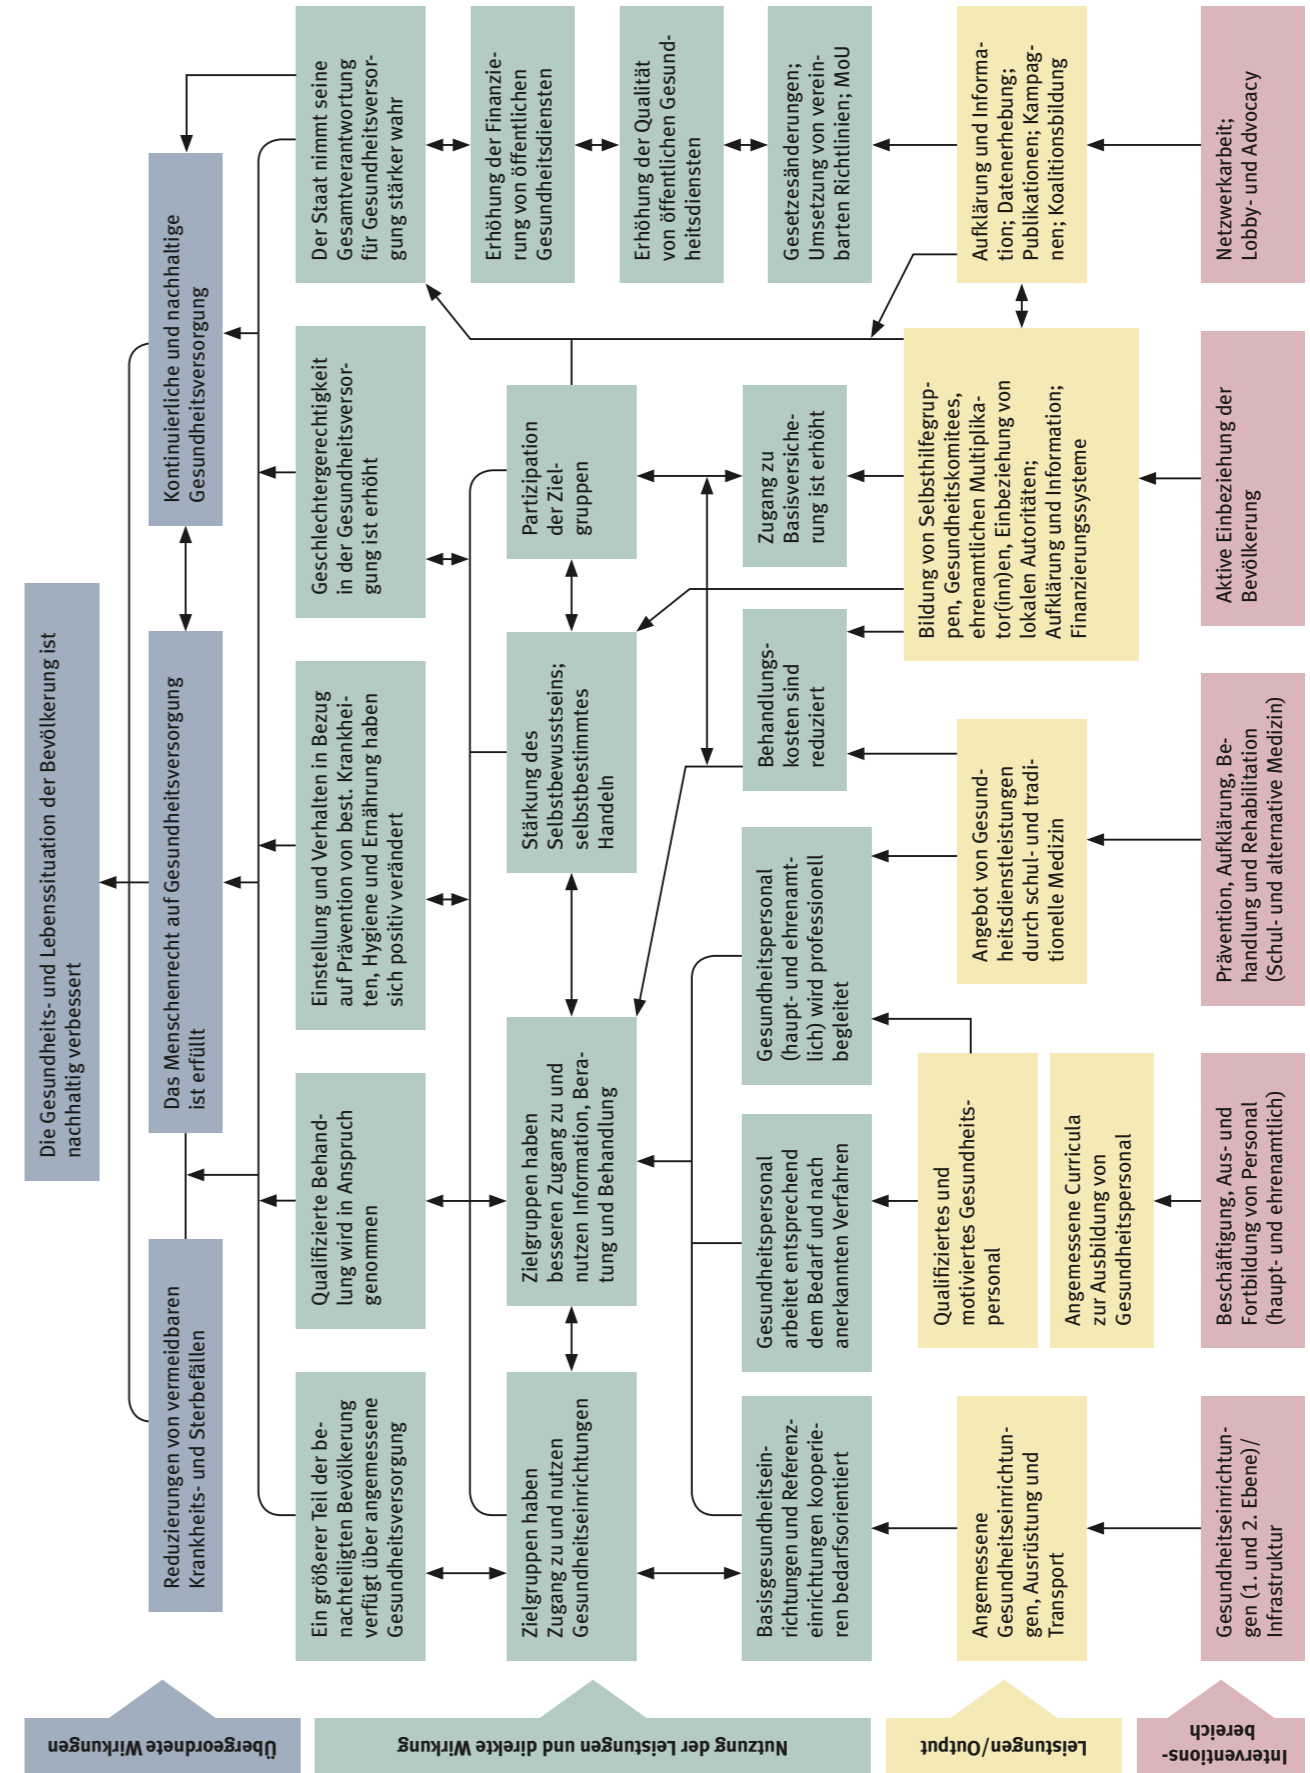 Die Gesundheits- und Lebenssituation der Bevölkerung ist
nachhaltig verbessert
Reduzierungen von vermeidbaren
Krankheits- und Sterbefällen
Das Menschenrecht auf Gesundheitsversorgung
ist erfüllt
Kontinuierliche und nachhaltige
Gesundheitsversorgung
Ein größerer Teil der be-
nachteiligten Bevölkerung
verfügt über angemessene
Gesundheitsversorgung
Qualifizierte Behand-
lung wird in Anspruch
genommen
Einstellung und Verhalten in Bezug
auf Prävention von best. Krankhei-
ten, Hygiene und Ernährung haben
sich positiv verändert
Geschlechtergerechtigkeit
in der Gesundheitsversor-
gung ist erhöht
Der Staat nimmt seine
Gesamtverantwortung
für Gesundheitsversor-
gung stärker wahr
Erhöhung der Finanzie-
rung von öffentlichen
Gesundheitsdiensten
Erhöhung der Qualität
von öffentlichen Gesund-
heitsdiensten
Gesetzesänderungen;
Umsetzung von verein-
barten Richtlinien; MoU
Zielgruppen haben
Zugang zu und nutzen
Gesundheitseinrichtungen
Zielgruppen haben
besseren Zugang zu und
nutzen Information, Bera-
tung und Behandlung
Stärkung des
Selbstbewusstseins;
selbstbestimmtes
Handeln
Partizipation
der Ziel-
gruppen
Basisgesundheitsein-
richtungen und Referenz-
einrichtungen kooperie-
ren bedarfsorientiert
Gesundheitspersonal
arbeitet entsprechend
dem Bedarf und nach
anerkannten Verfahren
Gesundheitspersonal
(haupt- und ehrenamt-
lich) wird professionell
begleitet
Behandlungs-
kosten sind
reduziert
Zugang zu
Basisversiche-
rung ist erhöht
Angemessene
Gesundheitseinrichtun-
gen, Ausrüstung und
Transport
Qualifiziertes und
motiviertes Gesundheits-
personal
Angemessene Curricula
zur Ausbildung von
Gesundheitspersonal
Angebot von Gesund-
heitsdienstleistungen
durch schul- und tradi-
tionelle Medizin
Bildung von Selbsthilfegrup-
pen, Gesundheitskomitees,
ehrenamtlichen Multiplika-
tor(inn)en, Einbeziehung von
lokalen Autoritäten;
Aufklärung und Information;
Finanzierungssysteme
Aufklärung und Informa-
tion; Datenerhebung;
Publikationen; Kampag-
nen; Koalitionsbildung
Gesundheitseinrichtun-
gen (1. und 2. Ebene)/
Infrastruktur
Beschäftigung, Aus- und
Fortbildung von Personal
(haupt- und ehrenamtlich)
Prävention, Aufklärung, Be-
handlung und Rehabilitation
(Schul- und alternative Medizin)
Aktive Einbeziehung der
Bevölkerung
Netzwerkarbeit;
Lobby- und Advocacy
Übergeordnete Wirkungen
Nutzung der Leistungen und direkte Wirkung
Leistungen/Output
Interventions-
bereich